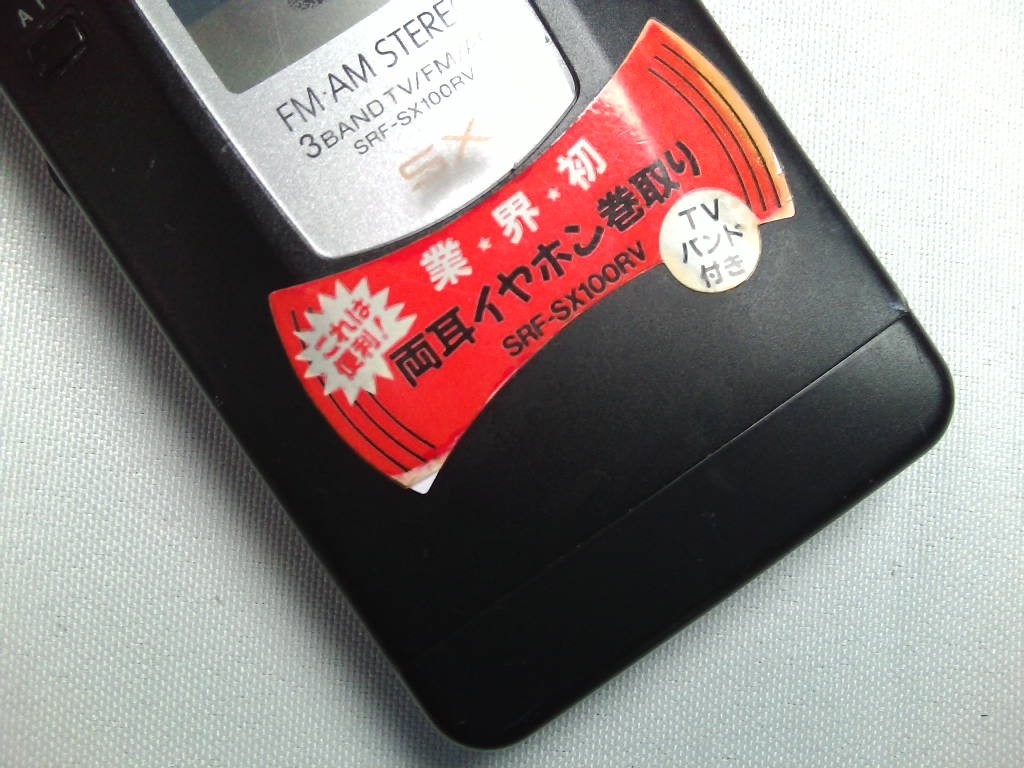 FM·AM STERE
3BAND TV/FM/A
SRF-SX100RV
SX
業★界★初
これは
便利!
両耳イヤホン巻取り
SRF-SX100RV
TV
バンド
付き